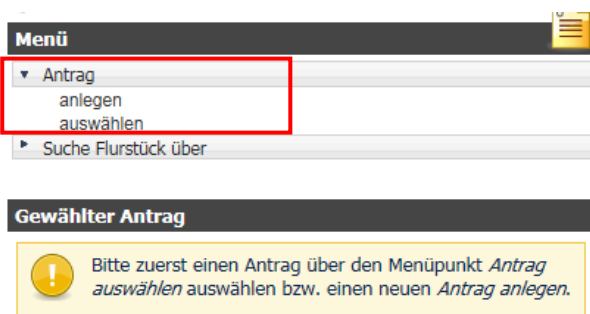 Menü
Antrag
anlegen
auswählen
Suche Flurstück über
Gewählter Antrag
Bitte zuerst einen Antrag über den Menüpunkt Antrag
auswählen auswählen bzw. einen neuen Antrag anlegen.